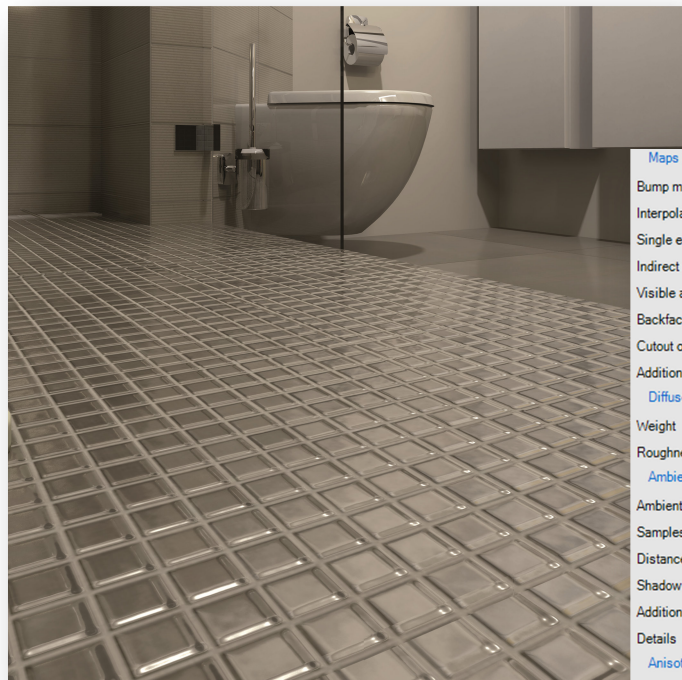 Maps
Bump m
Interpola
Single e
Indirect
Visible a
Backfac
Cutout o
Addition
Diffus
Weight
Roughne
Ambie
Ambient
Samples
Distance
Shadow
Addition
Details
Anisot